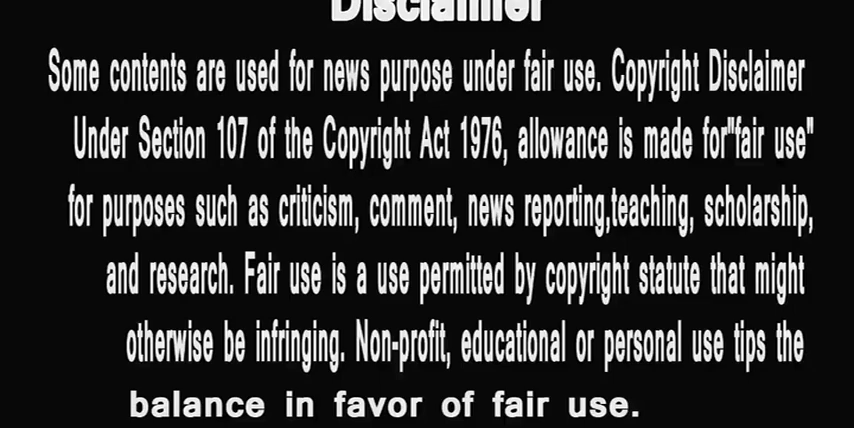 Disclaimer
Some contents are used for news purpose under fair use. Copyright Disclaimer
Under Section 107 of the Copyright Act 1976, allowance is made for"fair use"
for purposes such as criticism, comment, news reporting,teaching, scholarship,
and research. Fair use is a use permitted by copyright statute that might
otherwise be infringing. Non-profit, educational or personal use tips the
balance in favor of fair use.